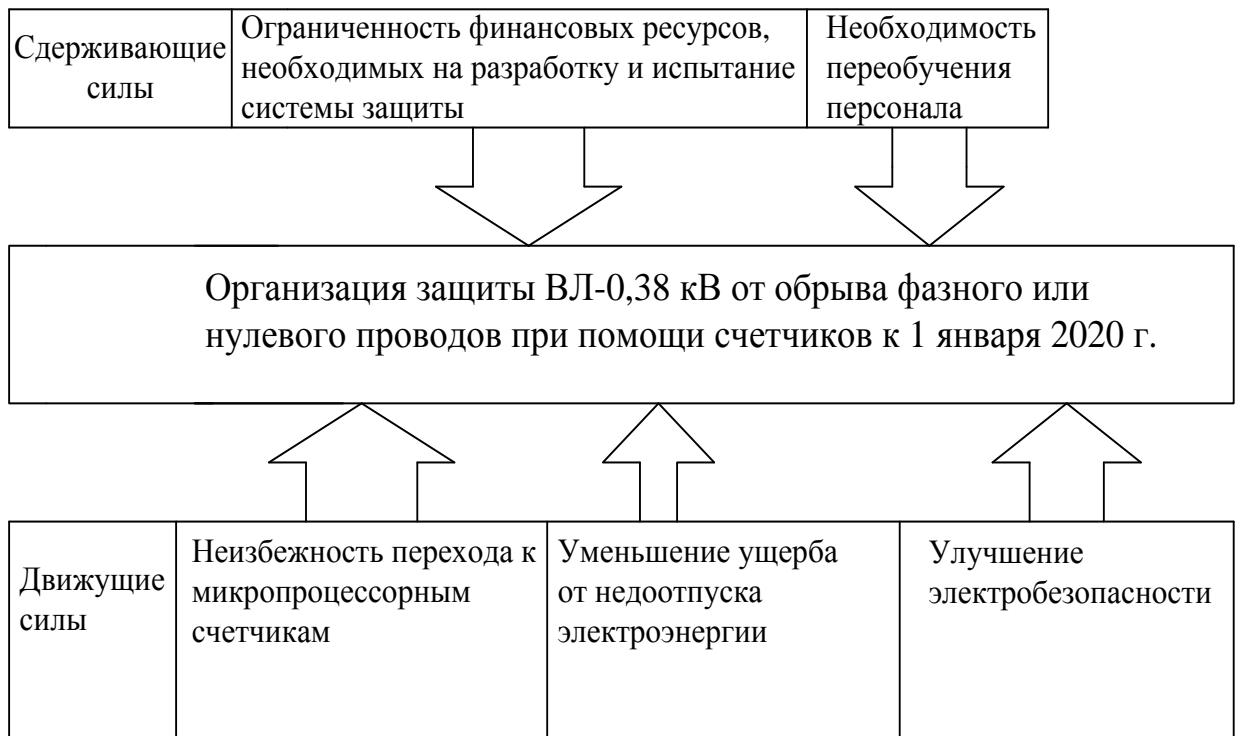 Сдерживающие
силы
Ограниченность финансовых ресурсов,
необходимых на разработку и испытание
системы защиты
Необходимость
переобучения
персонала
Организация защиты ВЛ-0,38 кВ от обрыва фазного или
нулевого проводов при помощи счетчиков к 1 января 2020 г.
Движущие
силы
Неизбежность перехода к
микропроцессорным
счетчикам
Уменьшение ущерба
от недоотпуска
электроэнергии
Улучшение
электробезопасности